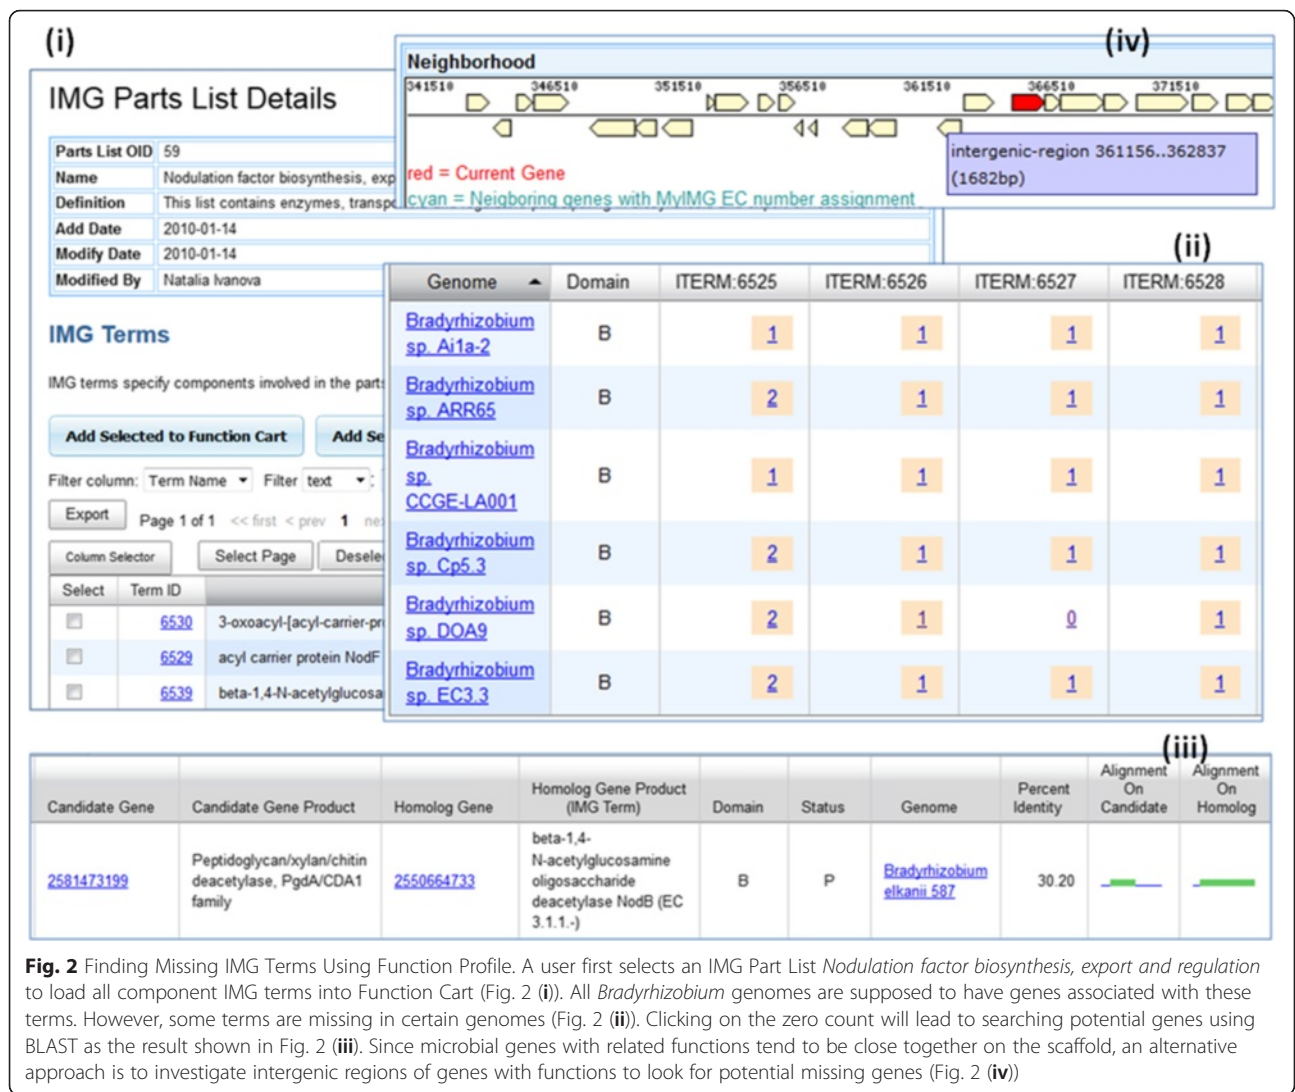 (i)
IMG Parts List Details
Parts List OID 59
Name Nodulation factor biosynthesis, exp
Definition This list contains enzymes, transpo
Add Date 2010-01-14
Modify Date 2010-01-14
Modified By Natalia Ivanova
IMG Terms
IMG terms specify components involved in the parts
Add Selected to Function Cart Add Se
Filter column: Term Name Filter text :
Export Page 1 of 1 << first < prev 1 ne
Column Selector Select Page Desele
Select Term ID
6530 3-oxoacyl-[acyl-carrier-pr
6529 acyl carrier protein NodF
6539 beta-1,4-N-acetylglucosa
(iv)
Neighborhood
341510 346510 351510 356510 361510 366510 371510
intergenic-region 361156..362837
(1682bp)
red = Current Gene
cyan = Neigboring genes with MyIMG EC number assignment
(ii)
Genome Domain ITERM:6525 ITERM:6526 ITERM:6527 ITERM:6528
Bradyrhizobium
sp. Ai1a-2 B 1 1 1 1
Bradyrhizobium
sp. ARR65 B 2 1 1 1
Bradyrhizobium
sp. B 1 1 1 1
CCGE-LA001
Bradyrhizobium
sp. Cp5.3 B 2 1 1 1
Bradyrhizobium
sp. DOA9 B 2 1 0 1
Bradyrhizobium
sp. EC3.3 B 2 1 1 1
(iii)
Candidate Gene Candidate Gene Product Homolog Gene Homolog Gene Product (IMG Term) Domain Status Genome Percent Identity Alignment On Candidate Alignment On Homolog
2581473199 Peptidoglycan/xylan/chitin deacetylase, PgdA/CDA1 family 2550664733 beta-1,4-N-acetylglucosamine oligosaccharide deacetylase NodB (EC 3.1.1.-) B P Bradyrhizobium elkanii 587 30.20
Fig. 2 Finding Missing IMG Terms Using Function Profile. A user first selects an IMG Part List Nodulation factor biosynthesis, export and regulation
to load all component IMG terms into Function Cart (Fig. 2 (i)). All Bradyrhizobium genomes are supposed to have genes associated with these
terms. However, some terms are missing in certain genomes (Fig. 2 (ii)). Clicking on the zero count will lead to searching potential genes using
BLAST as the result shown in Fig. 2 (iii). Since microbial genes with related functions tend to be close together on the scaffold, an alternative
approach is to investigate intergenic regions of genes with functions to look for potential missing genes (Fig. 2 (iv))